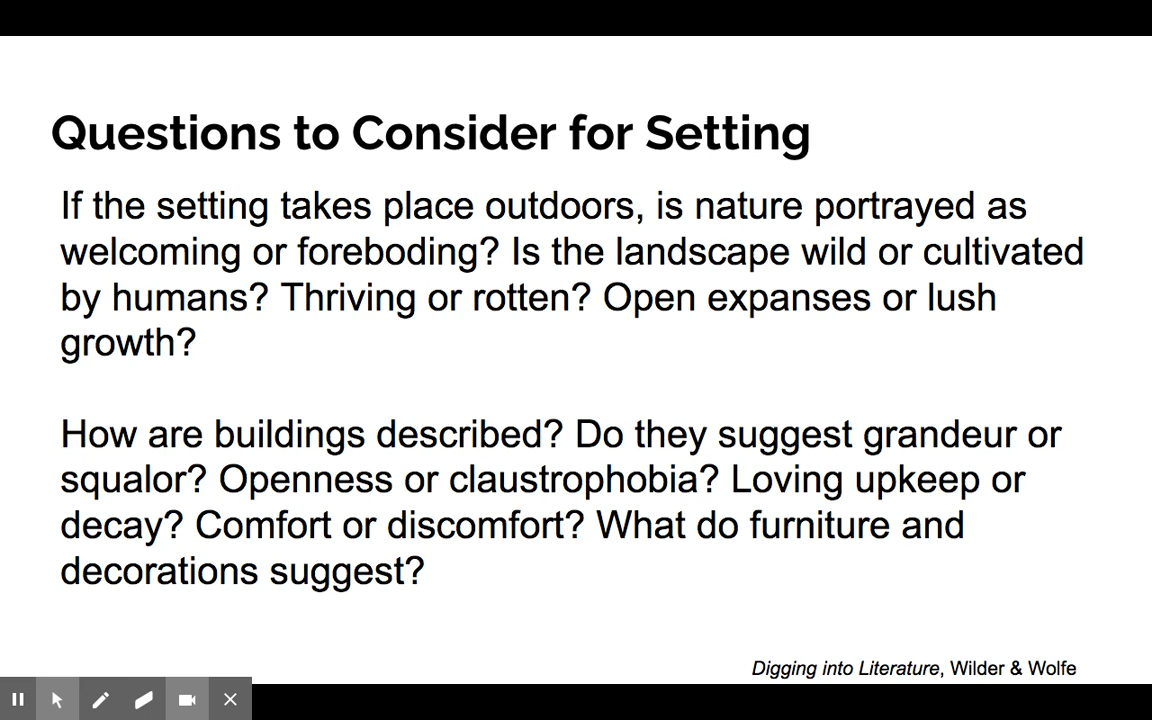 Questions to Consider for Setting
If the setting takes place outdoors, is nature portrayed as
welcoming or foreboding? Is the landscape wild or cultivated
by humans? Thriving or rotten? Open expanses or lush
growth?
How are buildings described? Do they suggest grandeur or
squalor? Openness or claustrophobia? Loving upkeep or
decay? Comfort or discomfort? What do furniture and
decorations suggest?
Digging into Literature, Wilder & Wolfe